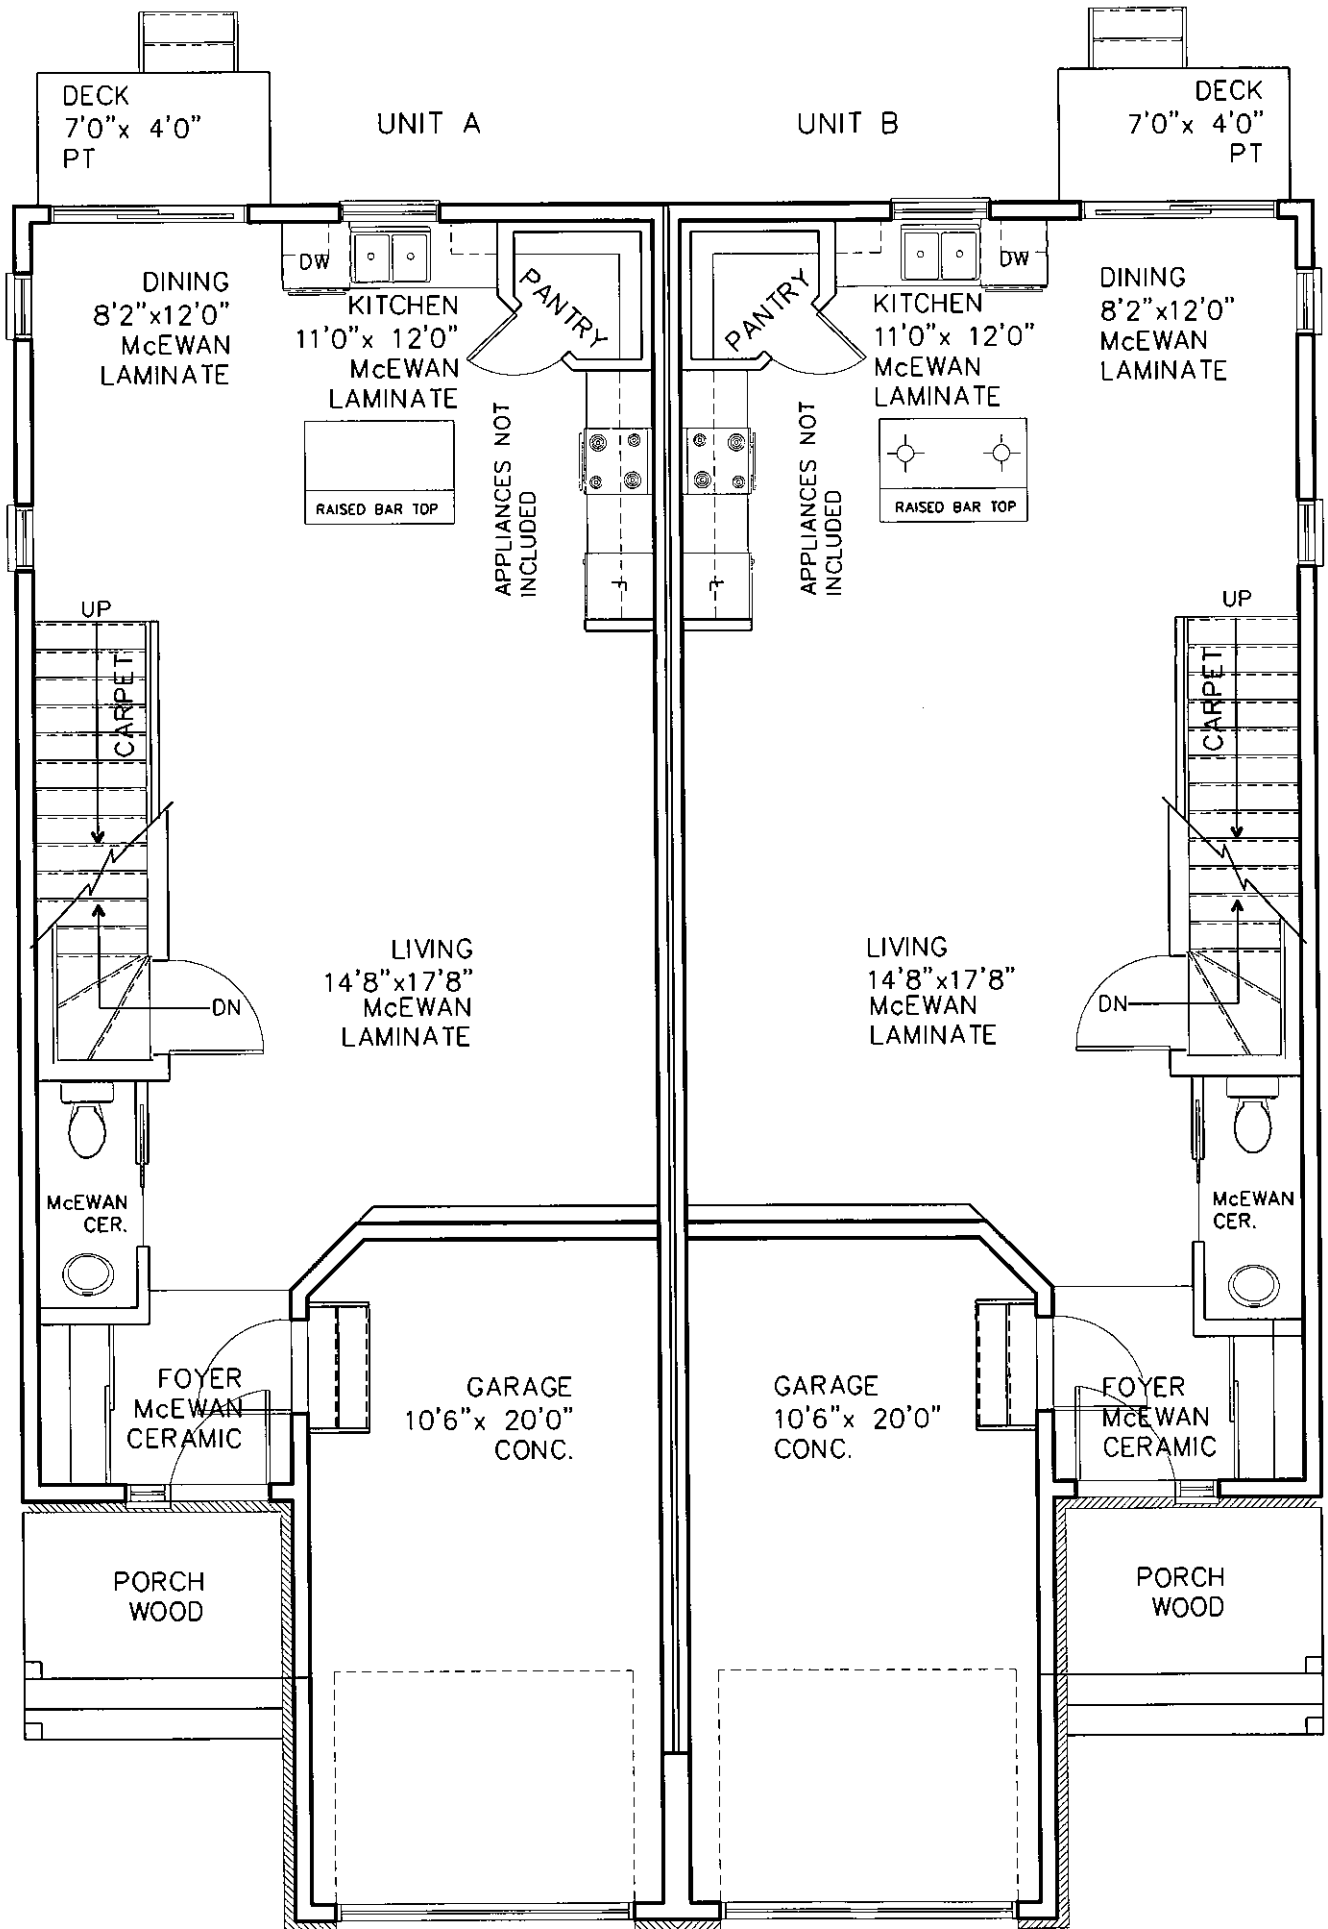 DECK
7'0"x 4'0"
PT
UNIT A
UNIT B
DECK
7'0"x 4'0"
PT
DINING
8'2"x12'0"
McEWAN
LAMINATE
DW
KITCHEN
11'0"x 12'0"
McEWAN
LAMINATE
PANTRY
PANTRY
KITCHEN
11'0"x 12'0"
McEWAN
LAMINATE
DW
DINING
8'2"x12'0"
McEWAN
LAMINATE
RAISED BAR TOP
APPLIANCES NOT
INCLUDED
APPLIANCES NOT
INCLUDED
RAISED BAR TOP
UP
CARPET
UP
CARPET
LIVING
14'8"x17'8"
McEWAN
LAMINATE
DN
LIVING
14'8"x17'8"
McEWAN
LAMINATE
DN
McEWAN
CER.
McEWAN
CER.
FOYER
McEWAN
CERAMIC
GARAGE
10'6"x 20'0"
CONC.
GARAGE
10'6"x 20'0"
CONC.
FOYER
McEWAN
CERAMIC
PORCH
WOOD
PORCH
WOOD